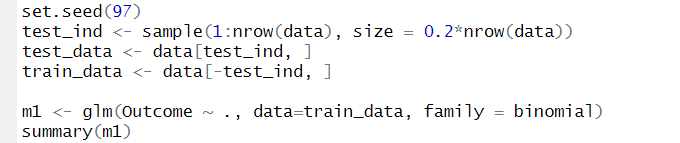 set.seed(97)
test_ind <- sample(1:nrow(data), size = 0.2*nrow(data))
test_data <- data[test_ind, ]
train_data <- data[-test_ind, ]
m1 <- glm(Outcome ~ ., data=train_data, family = binomial)
summary(m1)